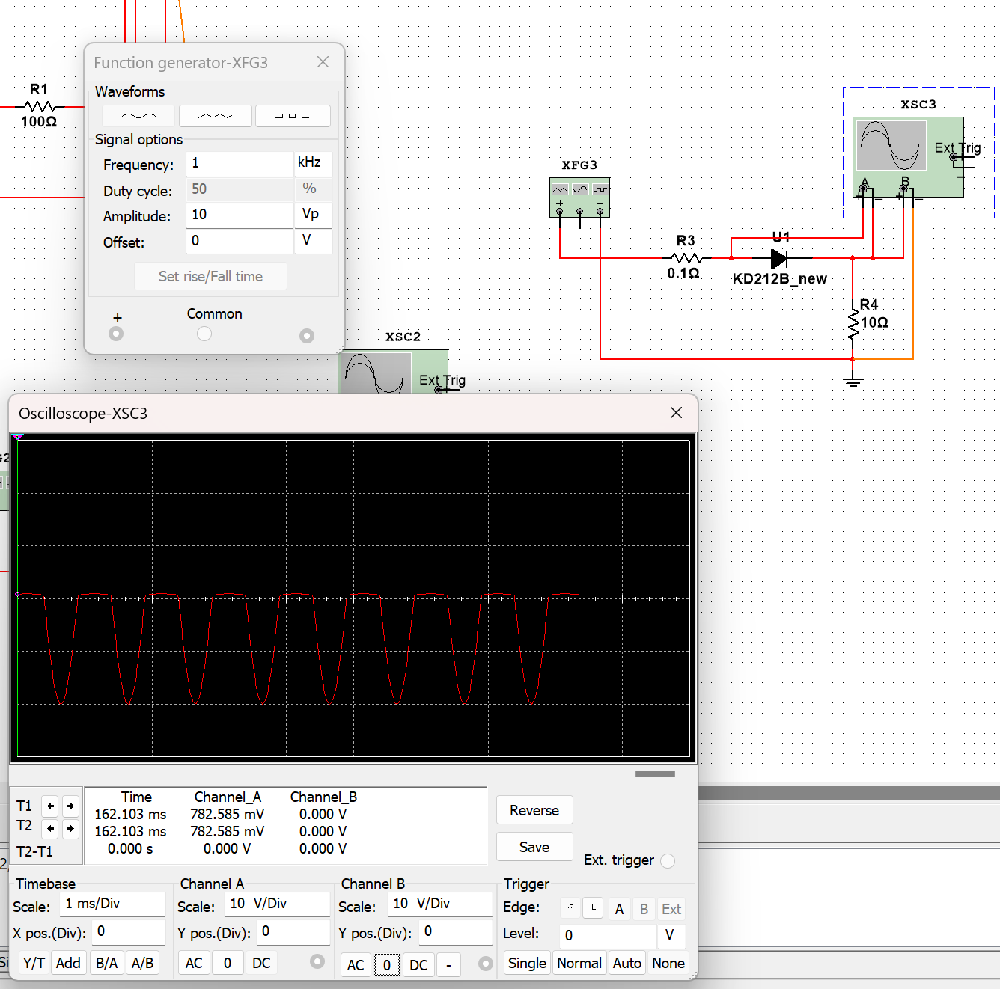 R1
100Ω
Function generator-XFG3
Waveforms
Signal options
Frequency: 1 kHz
Duty cycle: 50 %
Amplitude: 10 Vp
Offset: 0 V
Set rise/Fall time
+ Common −
XFG3
+ −
R3
0.1Ω
U1
KD212B_new
XSC3
Ext Trig
A B
+ − + −
R4
10Ω
XSC2
Ext Trig
Oscilloscope-XSC3
T1
T2
T2-T1
Time Channel_A Channel_B
162.103 ms 782.585 mV 0.000 V
162.103 ms 782.585 mV 0.000 V
0.000 s 0.000 V 0.000 V
Reverse
Save
Ext. trigger
Timebase
Scale: 1 ms/Div
X pos.(Div): 0
Y/T Add B/A A/B
Channel A
Scale: 10 V/Div
Y pos.(Div): 0
AC 0 DC
Channel B
Scale: 10 V/Div
Y pos.(Div): 0
AC 0 DC -
Trigger
Edge: A B Ext
Level: 0 V
Single Normal Auto None